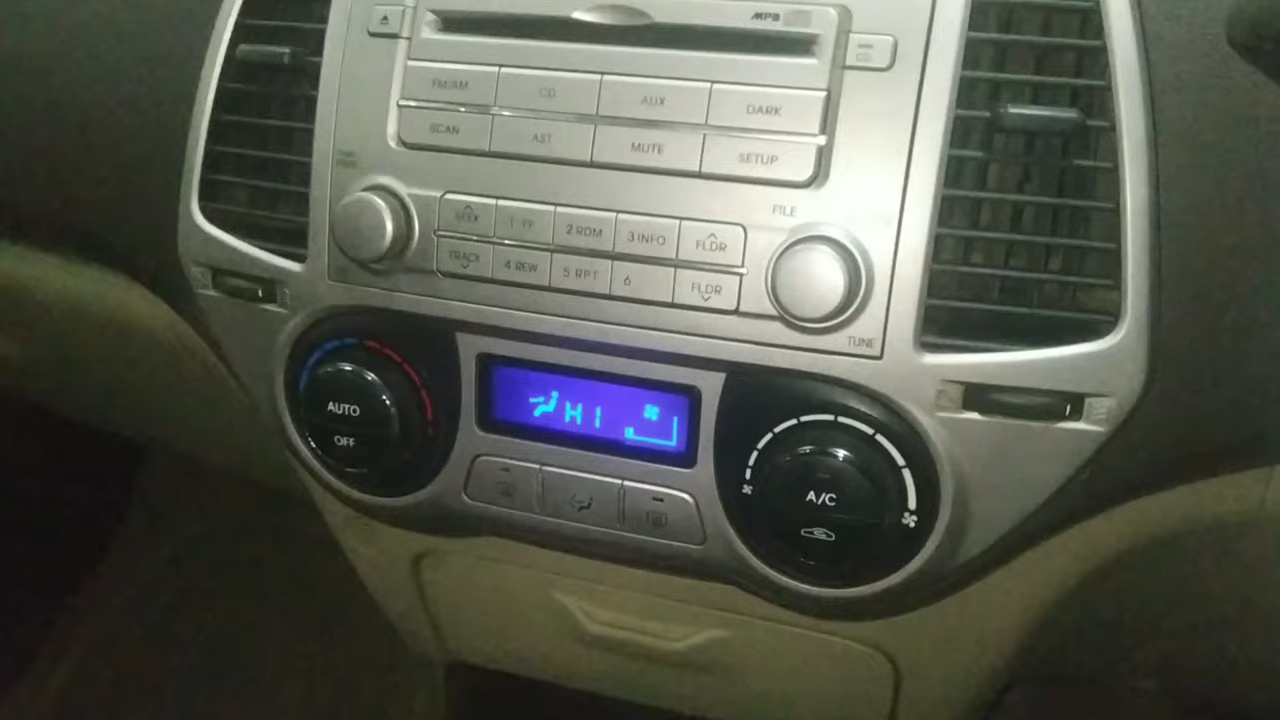 MP3
FM/AM CD AUX DARK
SCAN AST MUTE SETUP
FILE
SEEK 1 2 RDM 3 INFO FLDR
TRACK 4 REW 5 RPT 6 FLDR
TUNE
AUTO
OFF
HI
A/C